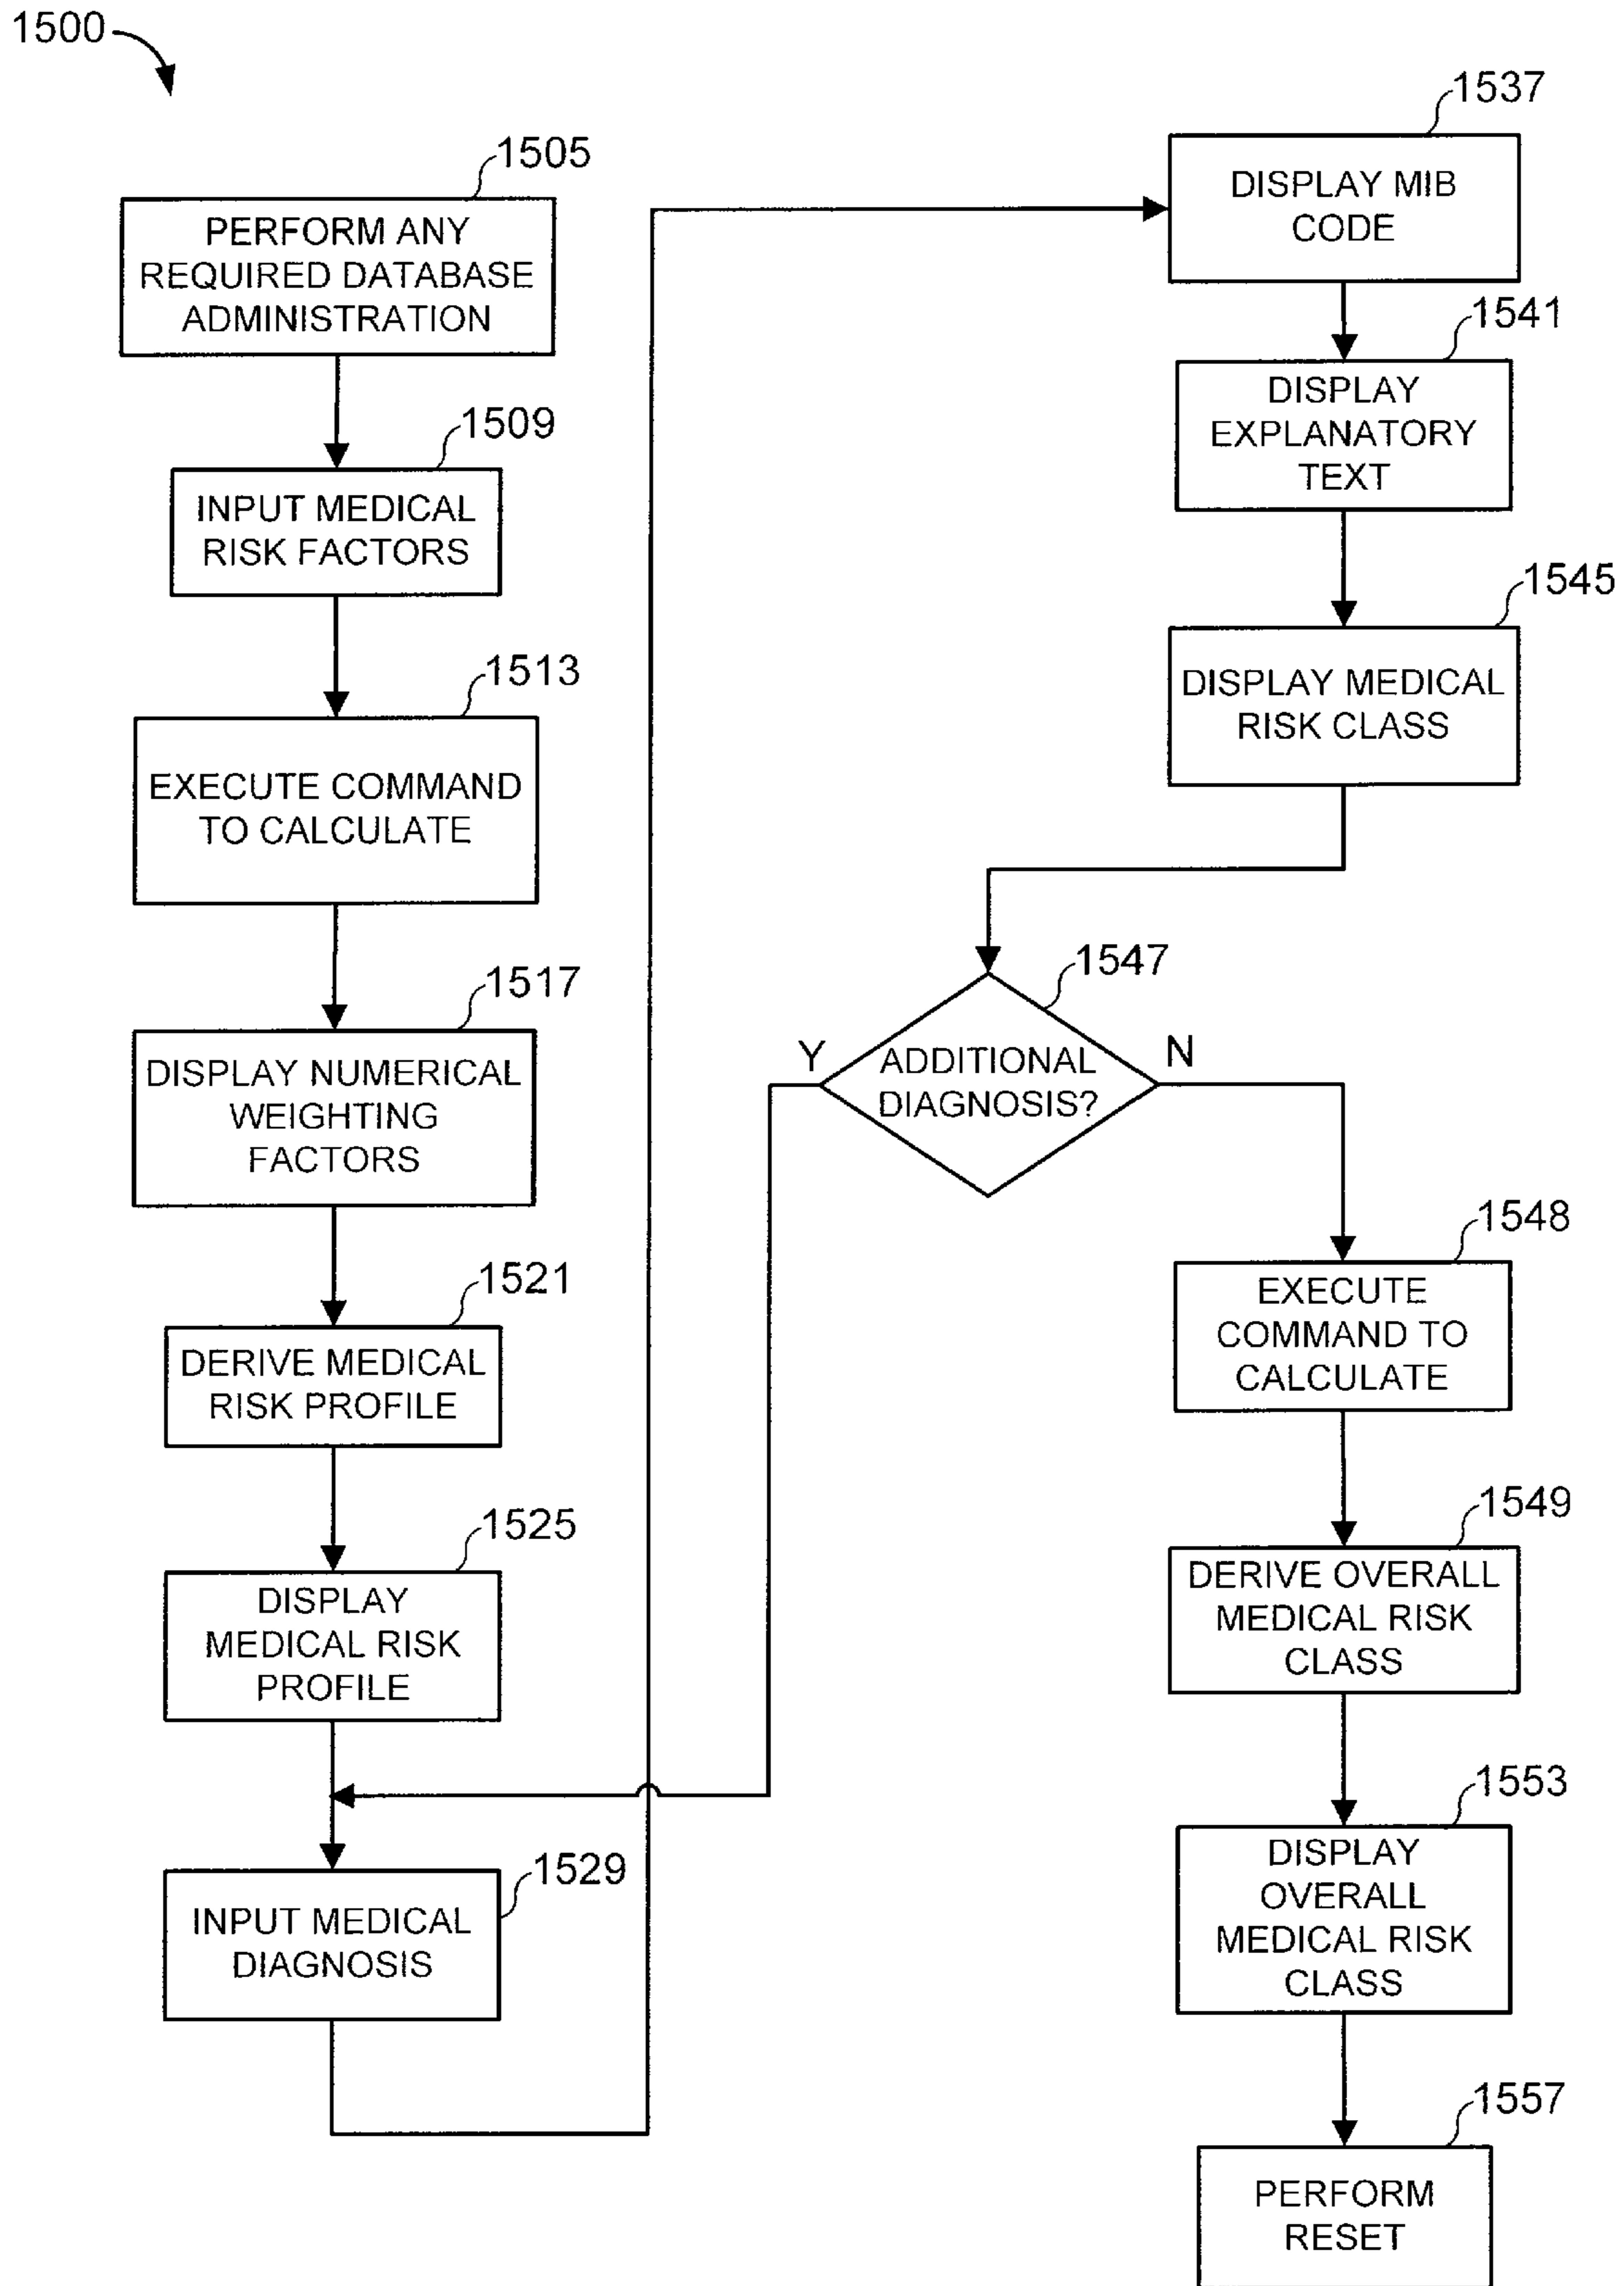 1500
1505
PERFORM ANY
REQUIRED DATABASE
ADMINISTRATION
1509
INPUT MEDICAL
RISK FACTORS
1513
EXECUTE COMMAND
TO CALCULATE
1517
DISPLAY NUMERICAL
WEIGHTING
FACTORS
1521
DERIVE MEDICAL
RISK PROFILE
1525
DISPLAY
MEDICAL RISK
PROFILE
1529
INPUT MEDICAL
DIAGNOSIS
1537
DISPLAY MIB
CODE
1541
DISPLAY
EXPLANATORY
TEXT
1545
DISPLAY MEDICAL
RISK CLASS
1547
Y
ADDITIONAL
DIAGNOSIS?
N
1548
EXECUTE
COMMAND TO
CALCULATE
1549
DERIVE OVERALL
MEDICAL RISK
CLASS
1553
DISPLAY
OVERALL
MEDICAL RISK
CLASS
1557
PERFORM
RESET